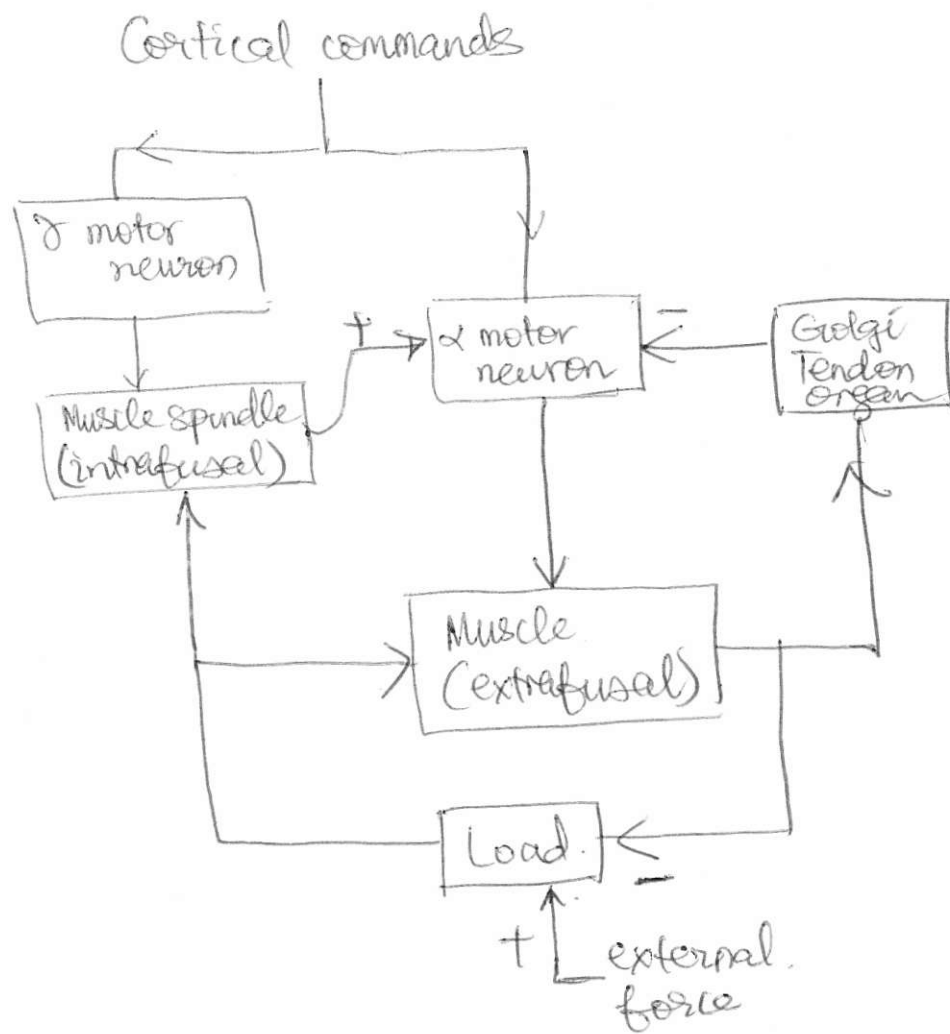 Cortical commands
γ motor
neuron
+
α motor
neuron
-
Golgi
Tendon
organ
Muscle spindle
(intrafusal)
Muscle
(extrafusal)
Load.
-
+
external.
force